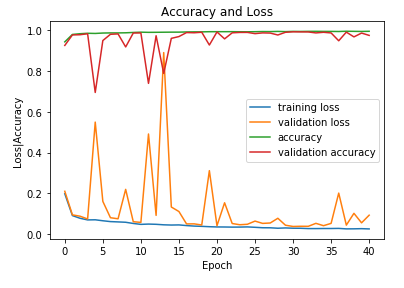 Accuracy and Loss
Loss|Accuracy
1.0
0.8
0.6
0.4
0.2
0.0
training loss
validation loss
accuracy
validation accuracy
0 5 10 15 20 25 30 35 40
Epoch